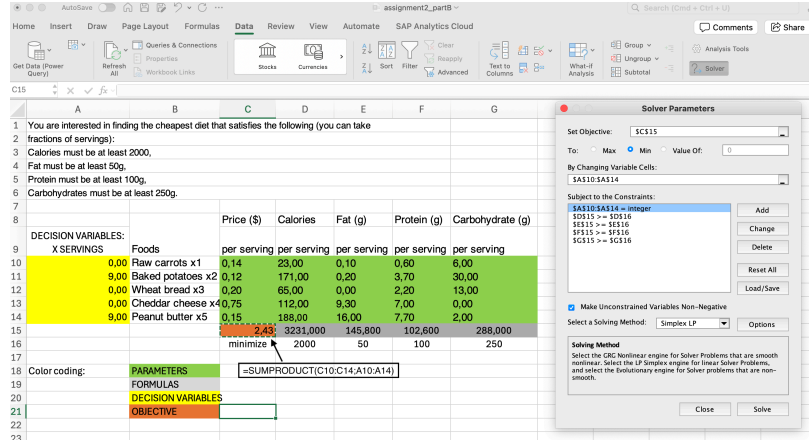 AutoSave
assignment2_partB
Search (Cmd + Ctrl + U)
Home Insert Draw Page Layout Formulas Data Review View Automate SAP Analytics Cloud
Comments Share
Get Data (Power Query)
Refresh All
Queries & Connections
Properties
Workbook Links
Stocks Currencies
Sort Filter
Clear
Reapply
Advanced
Text to Columns
What-if Analysis
Group
Ungroup
Subtotal
Analysis Tools
Solver
C15 fx
A B C D E F G
1 You are interested in finding the cheapest diet that satisfies the following (you can take
2 fractions of servings):
3 Calories must be at least 2000,
4 Fat must be at least 50g,
5 Protein must be at least 100g,
6 Carbohydrates must be at least 250g.
7
8 Price ($) Calories Fat (g) Protein (g) Carbohydrate (g)
DECISION VARIABLES:
9 X SERVINGS Foods per serving per serving per serving per serving per serving
10 0,00 Raw carrots x1 0,14 23,00 0,10 0,60 6,00
11 9,00 Baked potatoes x2 0,12 171,00 0,20 3,70 30,00
12 0,00 Wheat bread x3 0,20 65,00 0,00 2,20 13,00
13 0,00 Cheddar cheese x4 0,75 112,00 9,30 7,00 0,00
14 9,00 Peanut butter x5 0,15 188,00 16,00 7,70 2,00
15 2,43 3231,000 145,800 102,600 288,000
16 minimize 2000 50 100 250
17
18 Color coding: PARAMETERS =SUMPRODUCT(C10:C14;A10:A14)
19 FORMULAS
20 DECISION VARIABLES
21 OBJECTIVE
22
23
Solver Parameters
Set Objective: $C$15
To: Max Min Value Of: 0
By Changing Variable Cells:
$A$10:$A$14
Subject to the Constraints:
$A$10:$A$14 = integer
$D$15 >= $D$16
$E$15 >= $E$16
$F$15 >= $F$16
$G$15 >= $G$16
Add
Change
Delete
Reset All
Load/Save
Make Unconstrained Variables Non-Negative
Select a Solving Method: Simplex LP Options
Solving Method
Select the GRG Nonlinear engine for Solver Problems that are smooth
nonlinear. Select the LP Simplex engine for linear Solver Problems,
and select the Evolutionary engine for Solver problems that are non-
smooth.
Close Solve